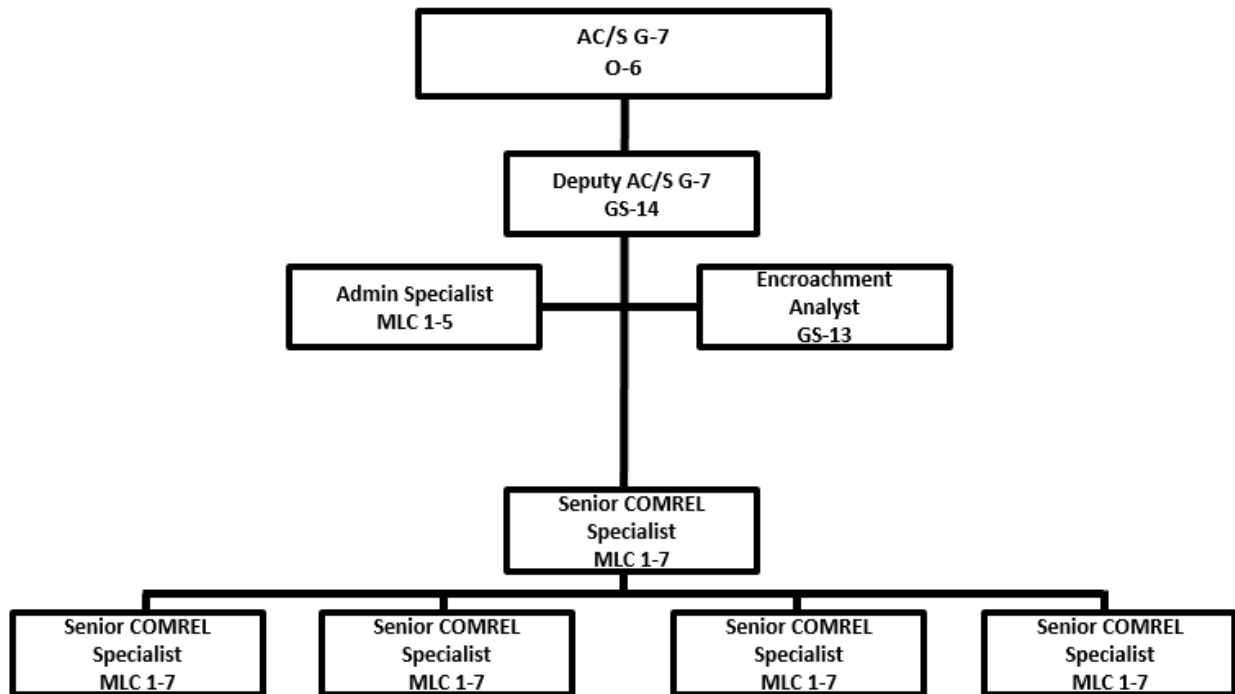 AC/S G-7
O-6
Deputy AC/S G-7
GS-14
Admin Specialist
MLC 1-5
Encroachment
Analyst
GS-13
Senior COMREL
Specialist
MLC 1-7
Senior COMREL
Specialist
MLC 1-7
Senior COMREL
Specialist
MLC 1-7
Senior COMREL
Specialist
MLC 1-7
Senior COMREL
Specialist
MLC 1-7